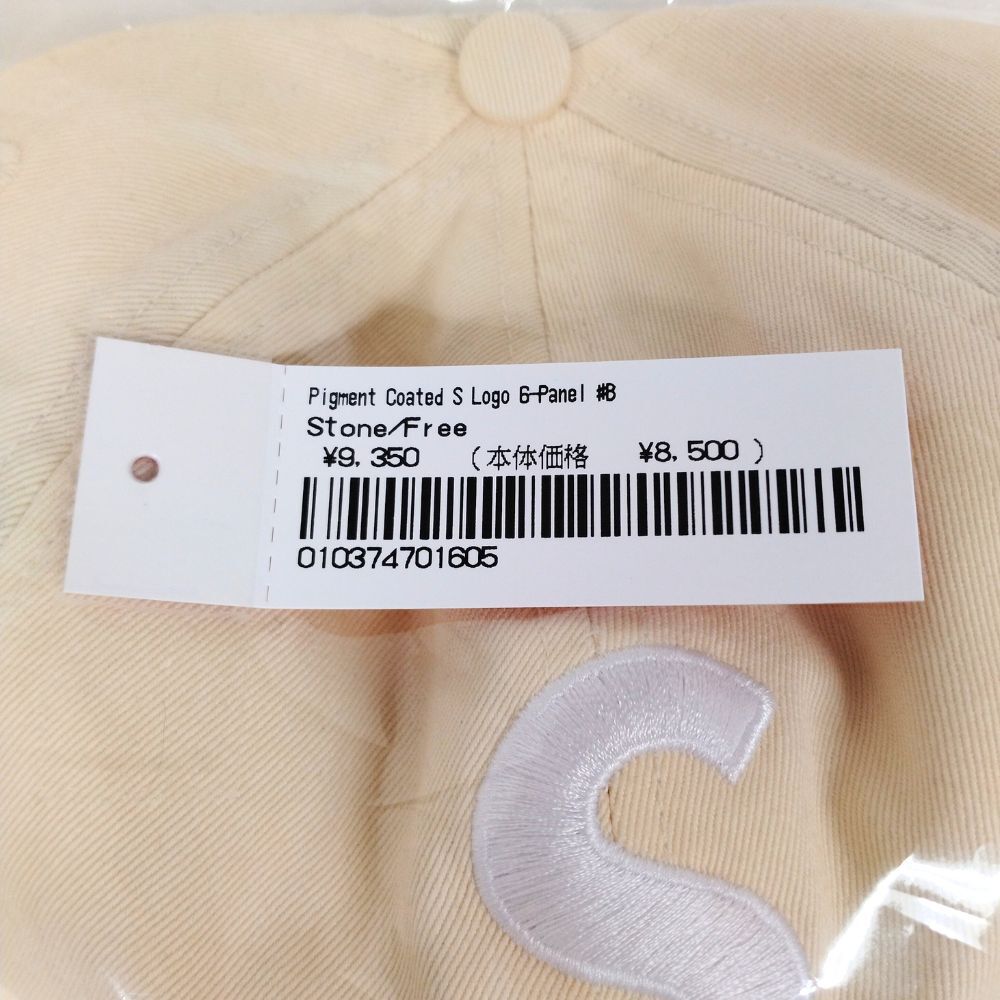 Pigment Coated S Logo 6-Panel #B
Stone/Free
¥9,350 (本体価格 ¥8,500)
010374701605
S